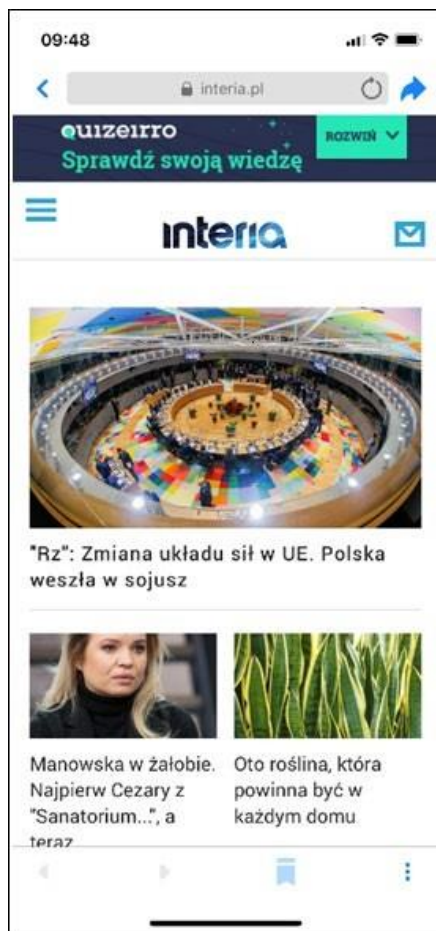 09:48
interia.pl
QUIZEIRRO
ROZWIŃ
Sprawdź swoją wiedzę
interia
"Rz": Zmiana układu sił w UE. Polska
weszła w sojusz
Manowska w żałobie.
Najpierw Cezary z
"Sanatorium...", a
teraz
Oto roślina, która
powinna być w
każdym domu